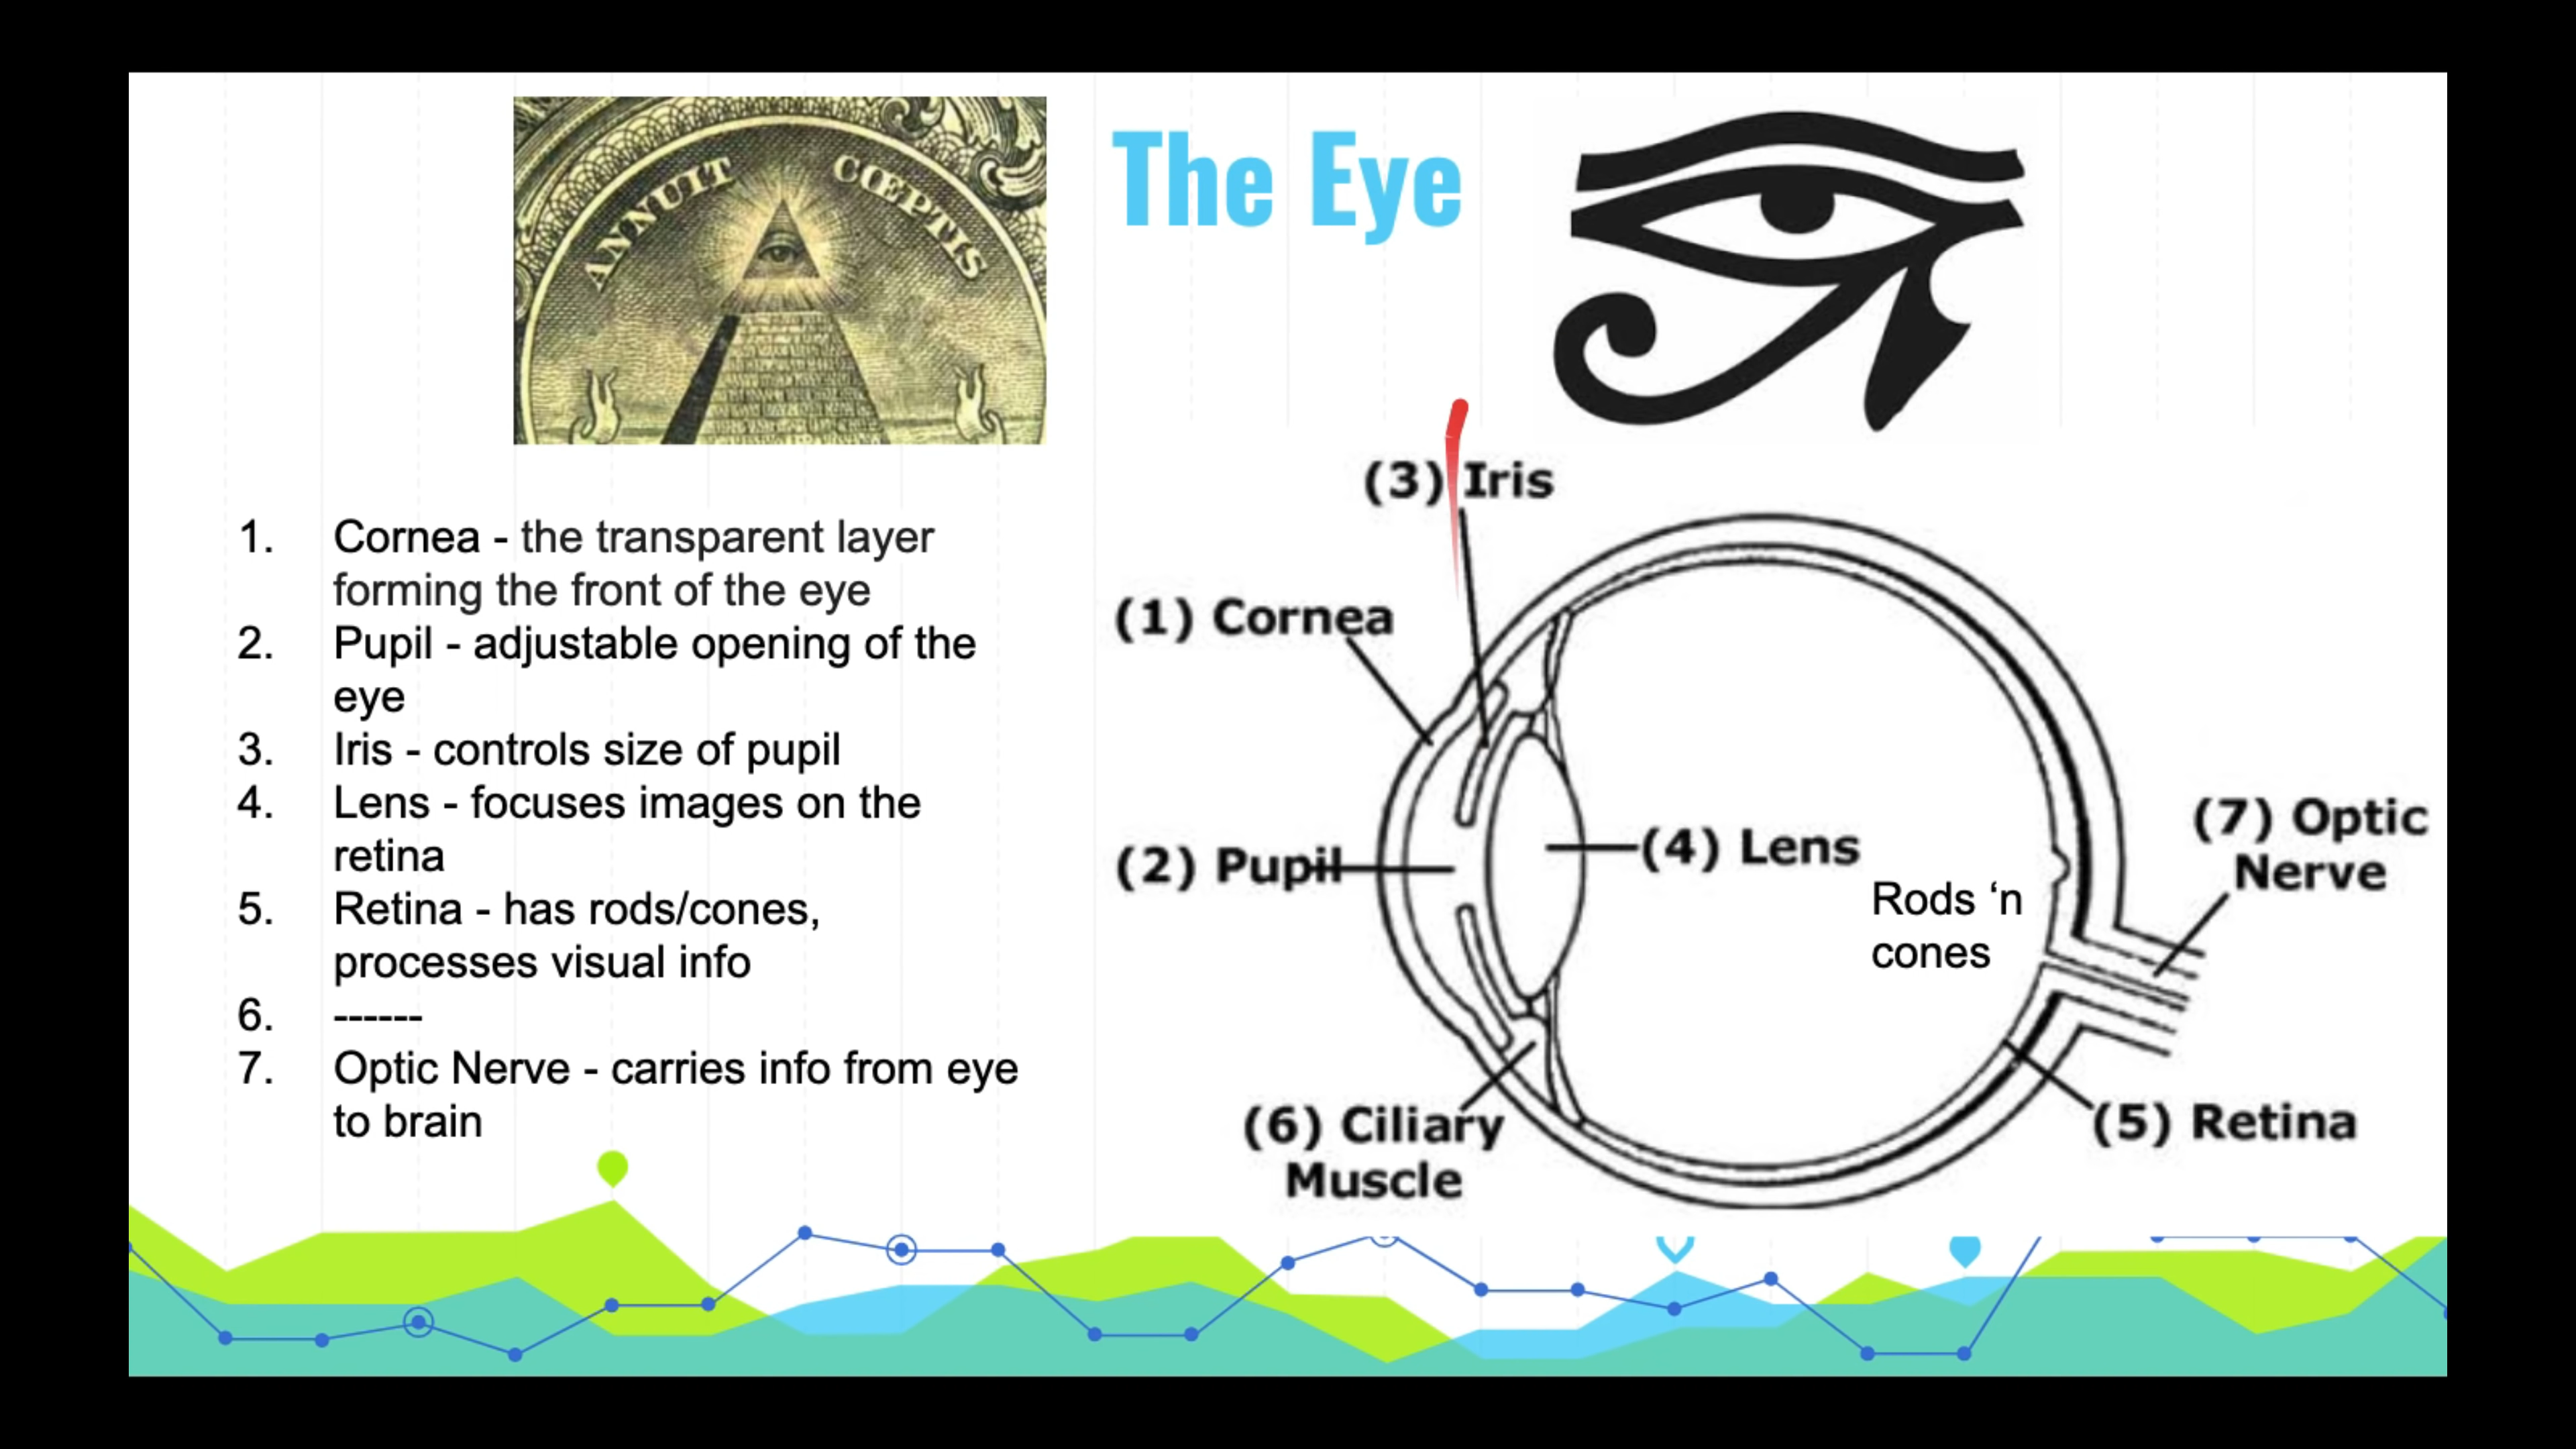 ANNUIT CŒPTIS
The Eye
1. Cornea - the transparent layer
forming the front of the eye
2. Pupil - adjustable opening of the
eye
3. Iris - controls size of pupil
4. Lens - focuses images on the
retina
5. Retina - has rods/cones,
processes visual info
6. ------
7. Optic Nerve - carries info from eye
to brain
(3) Iris
(1) Cornea
(2) Pupil
(4) Lens
Rods ‘n
cones
(7) Optic
Nerve
(6) Ciliary
Muscle
(5) Retina